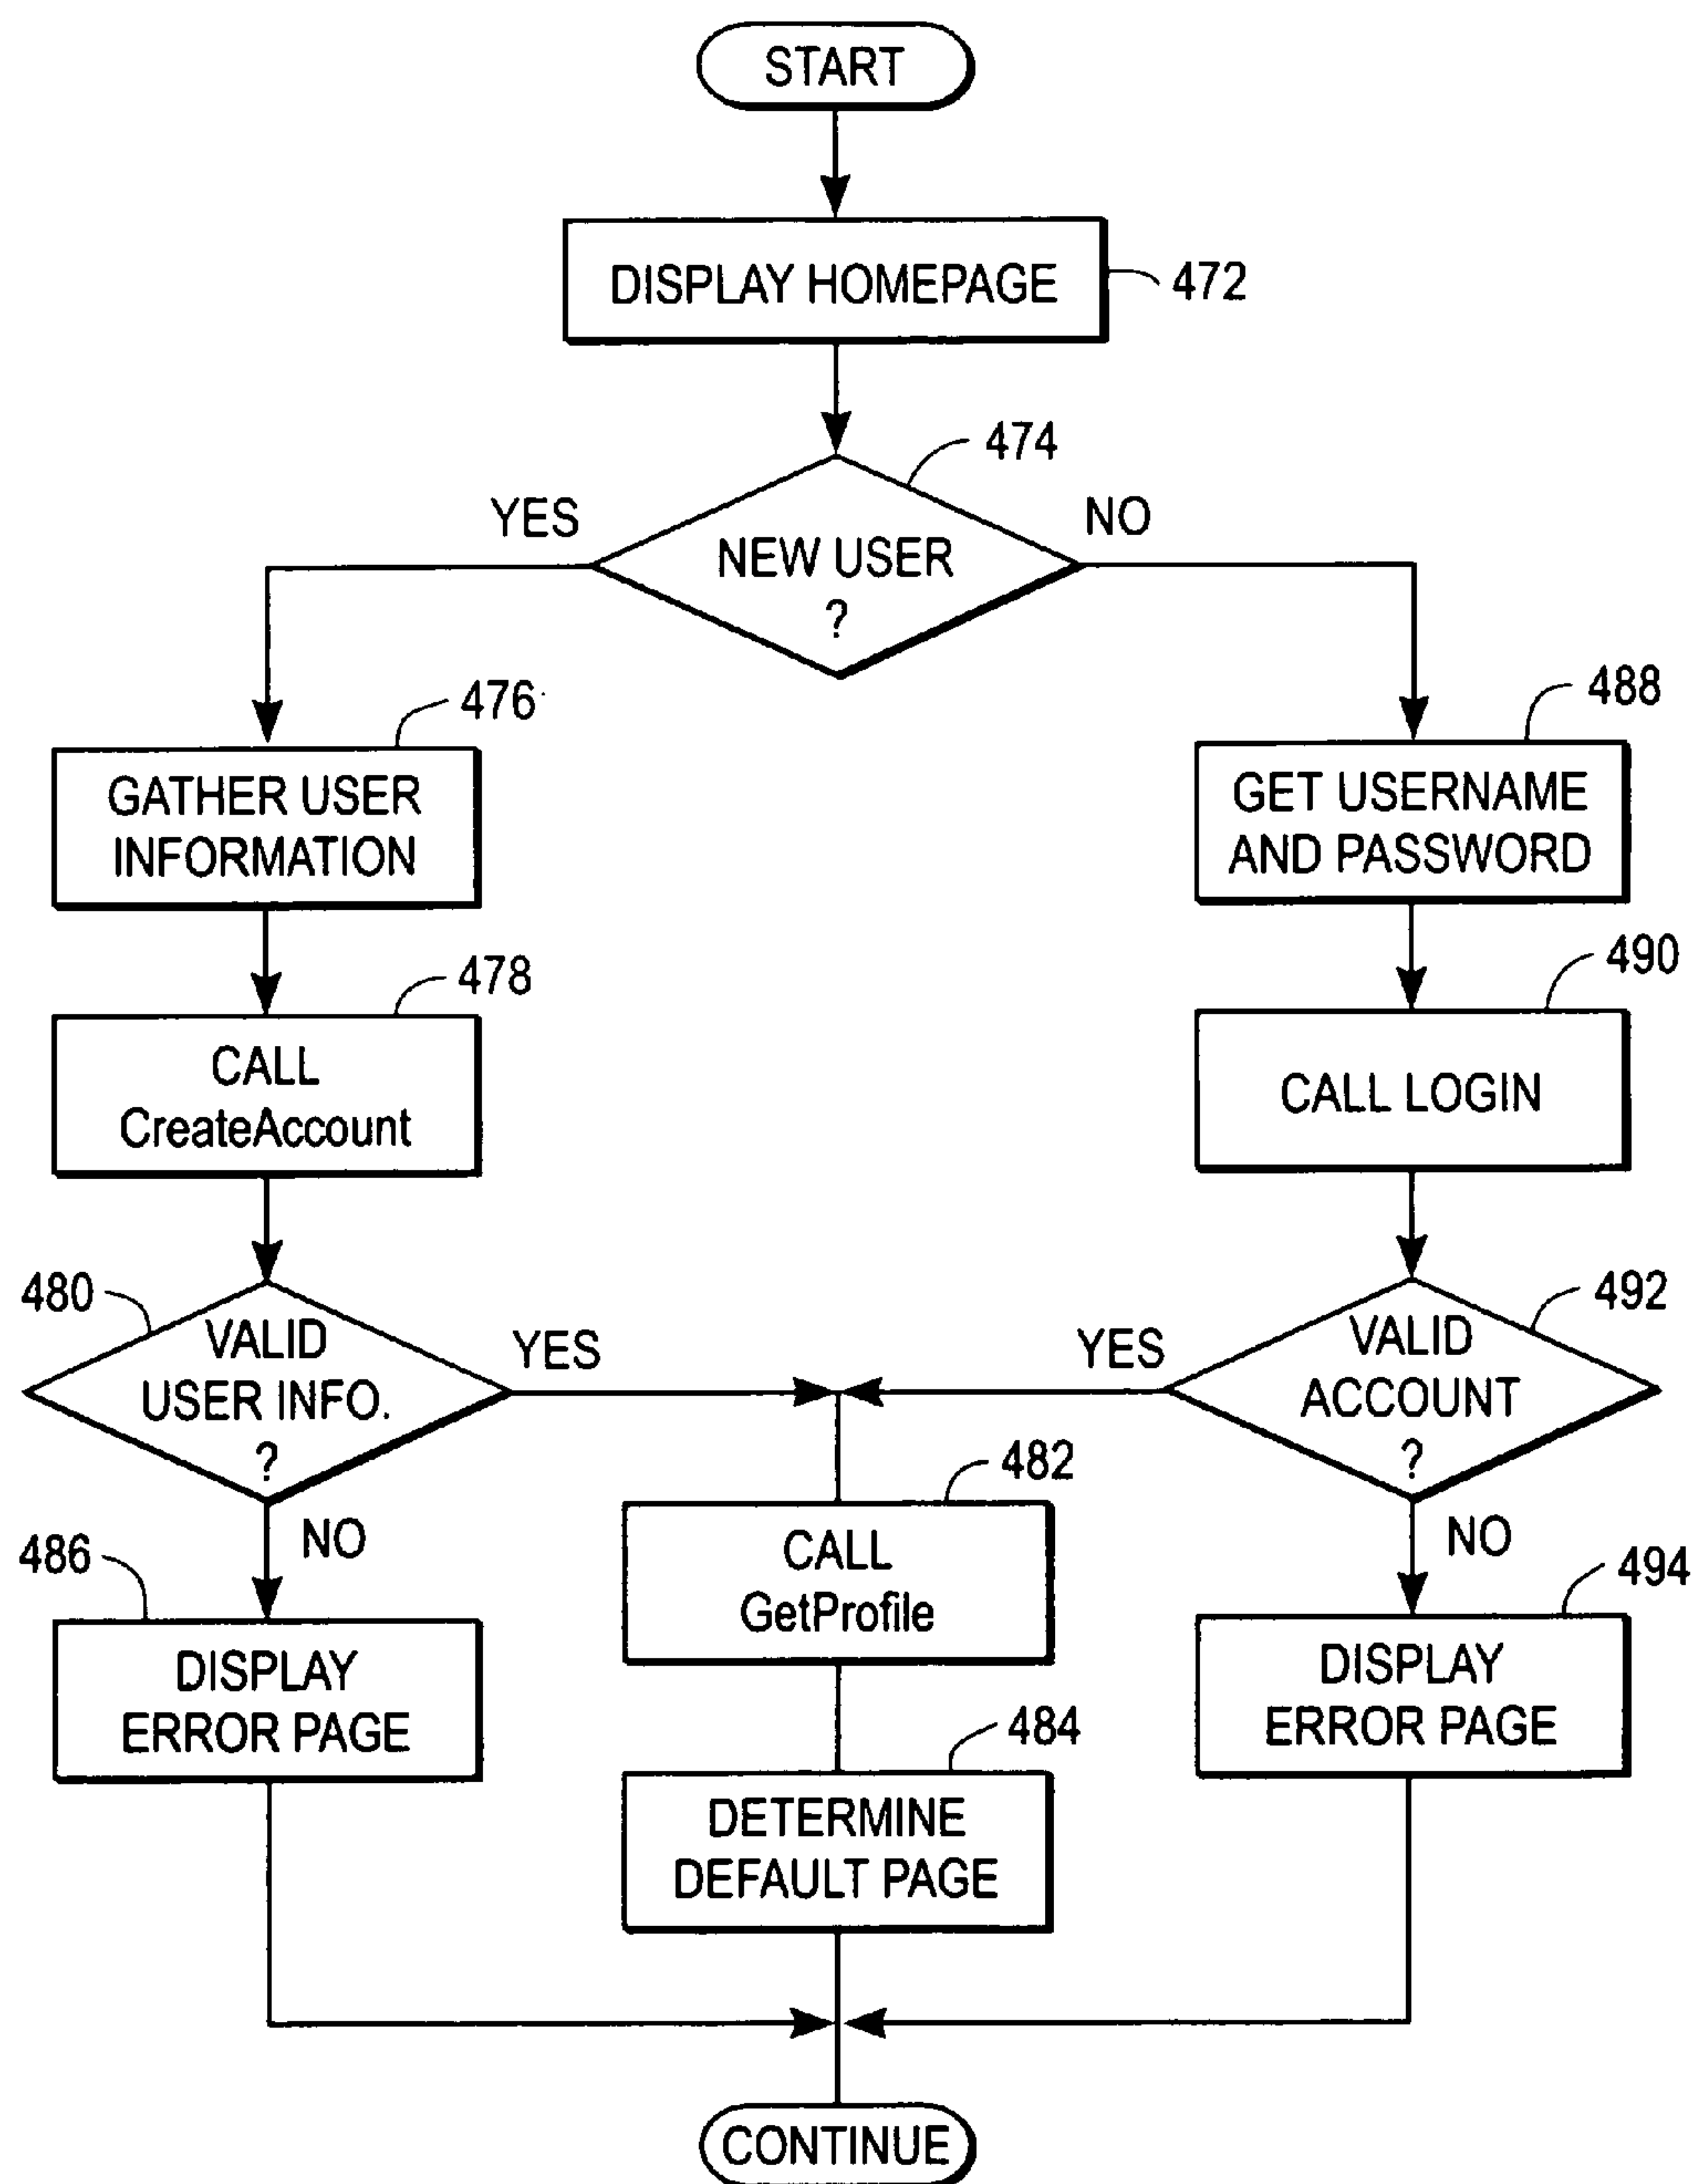 START
DISPLAY HOMEPAGE
472
474
YES
NO
NEW USER
?
476
GATHER USER
INFORMATION
488
GET USERNAME
AND PASSWORD
478
CALL
CreateAccount
490
CALL LOGIN
480
VALID
USER INFO.
?
YES
NO
492
VALID
ACCOUNT
?
YES
NO
482
CALL
GetProfile
486
DISPLAY
ERROR PAGE
484
DETERMINE
DEFAULT PAGE
494
DISPLAY
ERROR PAGE
CONTINUE